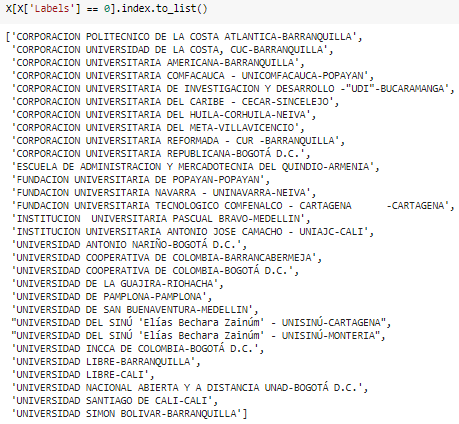 X[X['Labels'] == 0].index.to_list()
['CORPORACION POLITECNICO DE LA COSTA ATLANTICA-BARRANQUILLA',
'CORPORACION UNIVERSIDAD DE LA COSTA, CUC-BARRANQUILLA',
'CORPORACION UNIVERSITARIA AMERICANA-BARRANQUILLA',
'CORPORACION UNIVERSITARIA COMFACAUCA - UNICOMFACAUCA-POPAYAN',
'CORPORACION UNIVERSITARIA DE INVESTIGACION Y DESARROLLO -"UDI"-BUCARAMANGA',
'CORPORACION UNIVERSITARIA DEL CARIBE - CECAR-SINCELEJO',
'CORPORACION UNIVERSITARIA DEL HUILA-CORHUILA-NEIVA',
'CORPORACION UNIVERSITARIA DEL META-VILLAVICENCIO',
'CORPORACION UNIVERSITARIA REFORMADA - CUR -BARRANQUILLA',
'CORPORACION UNIVERSITARIA REPUBLICANA-BOGOTÁ D.C.',
'ESCUELA DE ADMINISTRACION Y MERCADOTECNIA DEL QUINDIO-ARMENIA',
'FUNDACION UNIVERSITARIA DE POPAYAN-POPAYAN',
'FUNDACION UNIVERSITARIA NAVARRA - UNINAVARRA-NEIVA',
'FUNDACION UNIVERSITARIA TECNOLOGICO COMFENALCO - CARTAGENA      -CARTAGENA',
'INSTITUCION  UNIVERSITARIA PASCUAL BRAVO-MEDELLIN',
'INSTITUCION UNIVERSITARIA ANTONIO JOSE CAMACHO - UNIAJC-CALI',
'UNIVERSIDAD ANTONIO NARIÑO-BOGOTÁ D.C.',
'UNIVERSIDAD COOPERATIVA DE COLOMBIA-BARRANCABERMEJA',
'UNIVERSIDAD COOPERATIVA DE COLOMBIA-BOGOTÁ D.C.',
'UNIVERSIDAD DE LA GUAJIRA-RIOHACHA',
'UNIVERSIDAD DE PAMPLONA-PAMPLONA',
'UNIVERSIDAD DE SAN BUENAVENTURA-MEDELLIN',
"UNIVERSIDAD DEL SINÚ 'Elías Bechara Zainúm' - UNISINÚ-CARTAGENA",
"UNIVERSIDAD DEL SINÚ 'Elías Bechara Zainúm' - UNISINÚ-MONTERIA",
'UNIVERSIDAD INCCA DE COLOMBIA-BOGOTÁ D.C.',
'UNIVERSIDAD LIBRE-BARRANQUILLA',
'UNIVERSIDAD LIBRE-CALI',
'UNIVERSIDAD NACIONAL ABIERTA Y A DISTANCIA UNAD-BOGOTÁ D.C.',
'UNIVERSIDAD SANTIAGO DE CALI-CALI',
'UNIVERSIDAD SIMON BOLIVAR-BARRANQUILLA']